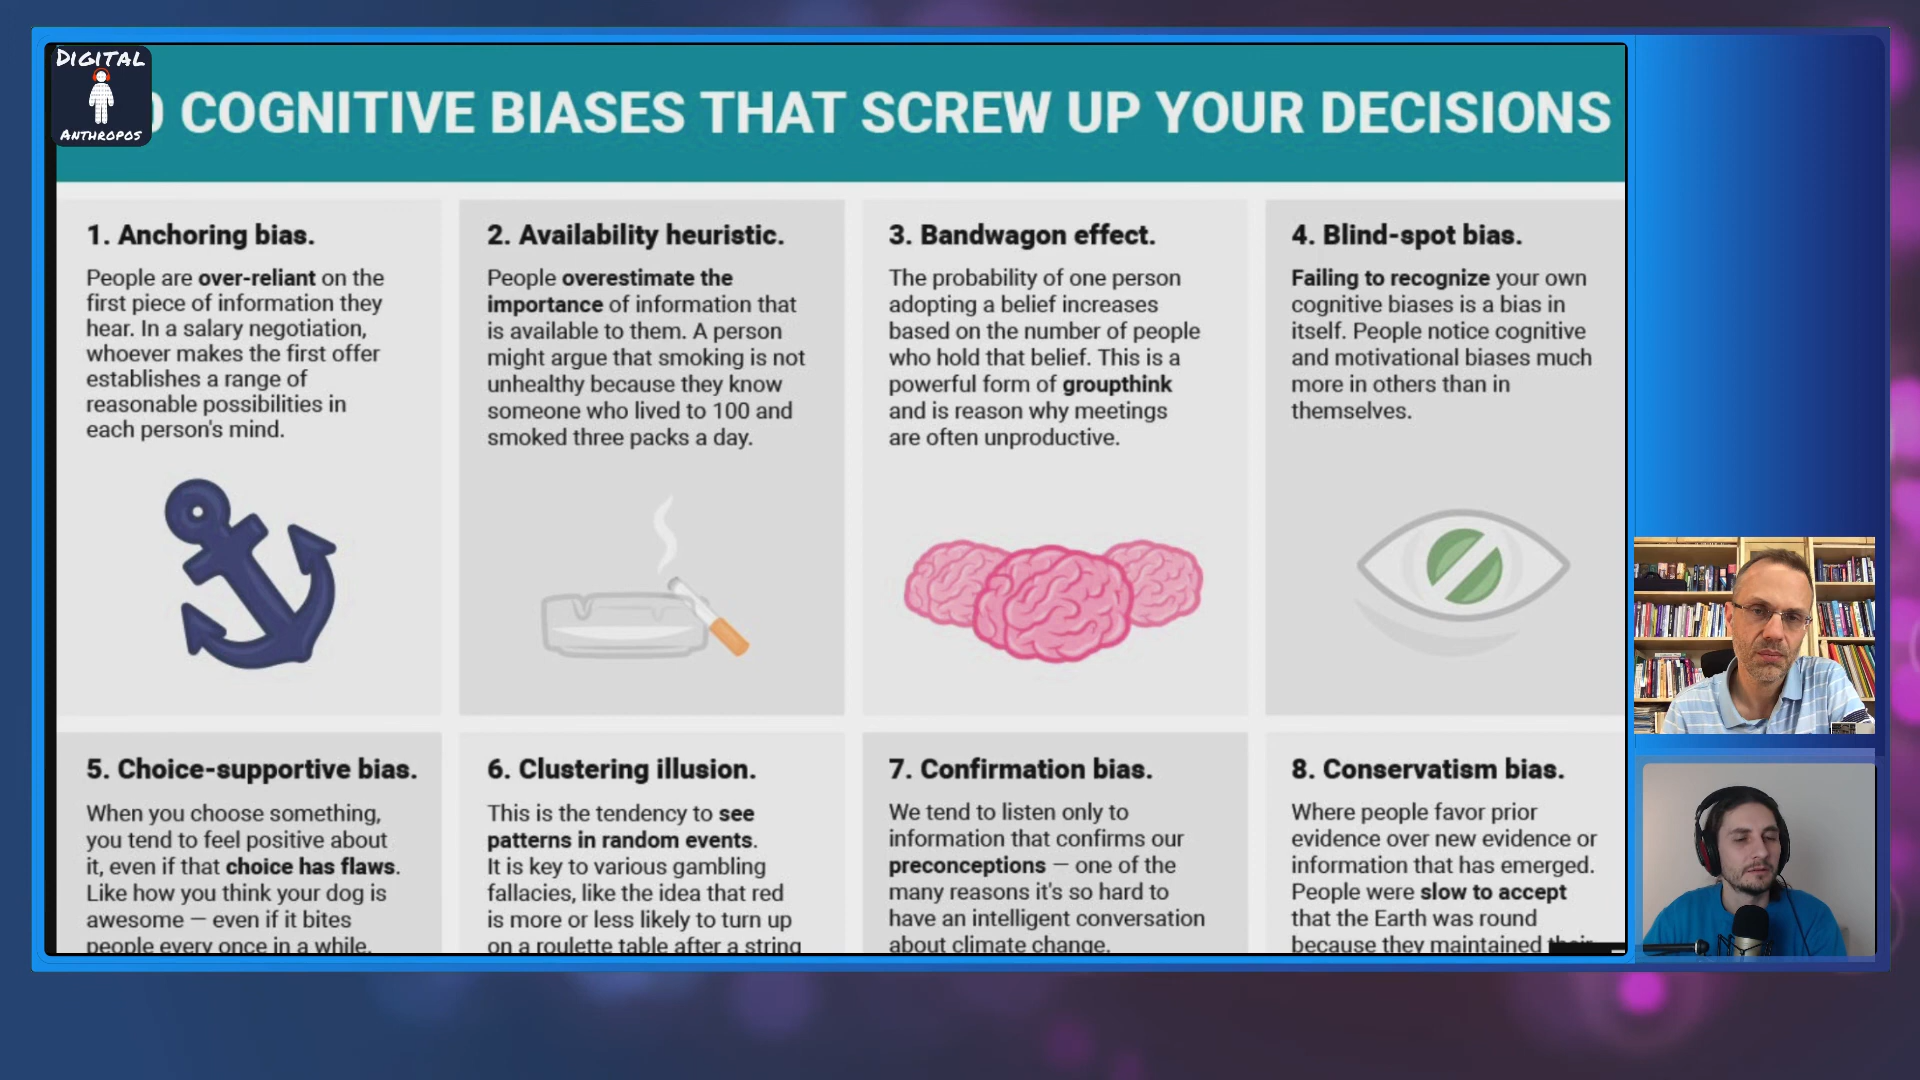 DIGITAL
ANTHROPOS
0 COGNITIVE BIASES THAT SCREW UP YOUR DECISIONS
1. Anchoring bias.
People are over-reliant on the
first piece of information they
hear. In a salary negotiation,
whoever makes the first offer
establishes a range of
reasonable possibilities in
each person's mind.
2. Availability heuristic.
People overestimate the
importance of information that
is available to them. A person
might argue that smoking is not
unhealthy because they know
someone who lived to 100 and
smoked three packs a day.
3. Bandwagon effect.
The probability of one person
adopting a belief increases
based on the number of people
who hold that belief. This is a
powerful form of groupthink
and is reason why meetings
are often unproductive.
4. Blind-spot bias.
Failing to recognize your own
cognitive biases is a bias in
itself. People notice cognitive
and motivational biases much
more in others than in
themselves.
5. Choice-supportive bias.
When you choose something,
you tend to feel positive about
it, even if that choice has flaws.
Like how you think your dog is
awesome — even if it bites
people every once in a while.
6. Clustering illusion.
This is the tendency to see
patterns in random events.
It is key to various gambling
fallacies, like the idea that red
is more or less likely to turn up
on a roulette table after a string
7. Confirmation bias.
We tend to listen only to
information that confirms our
preconceptions — one of the
many reasons it's so hard to
have an intelligent conversation
about climate change.
8. Conservatism bias.
Where people favor prior
evidence over new evidence or
information that has emerged.
People were slow to accept
that the Earth was round
because they maintained their